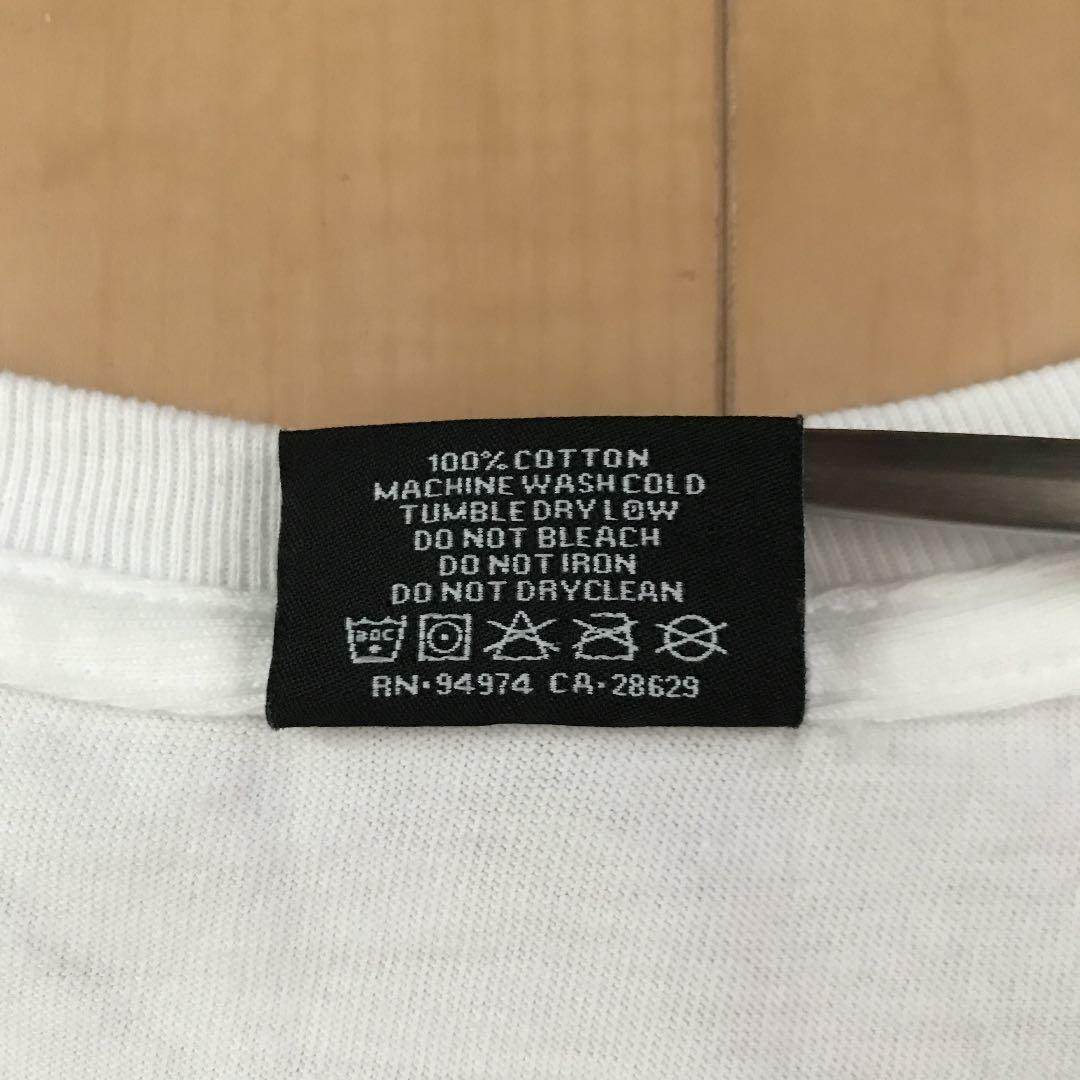 100% COTTON
MACHINE WASH COLD
TUMBLE DRY LOW
DO NOT BLEACH
DO NOT IRON
DO NOT DRYCLEAN
30C
RN·94974 CA·28629